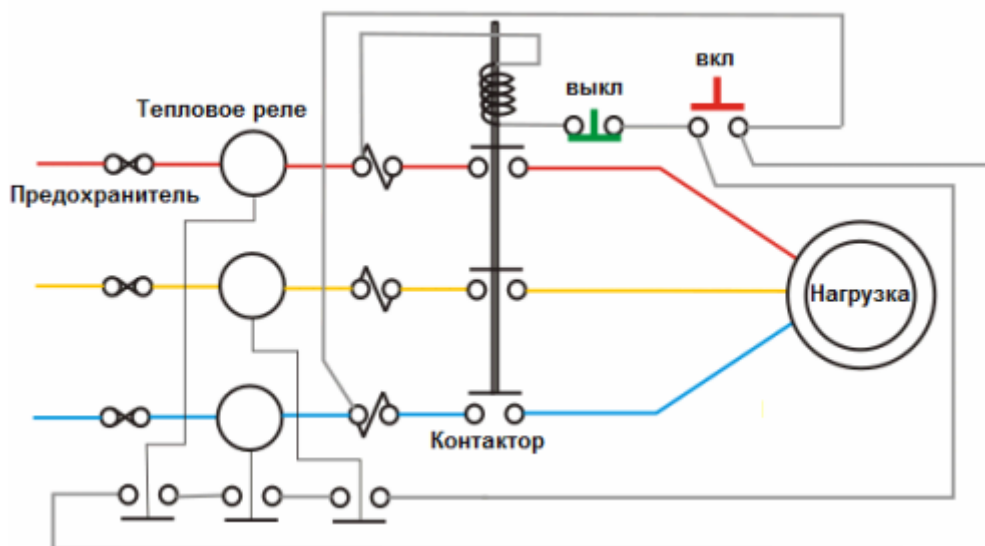 вкл
выкл
Тепловое реле
Предохранитель
Нагрузка
Контактор